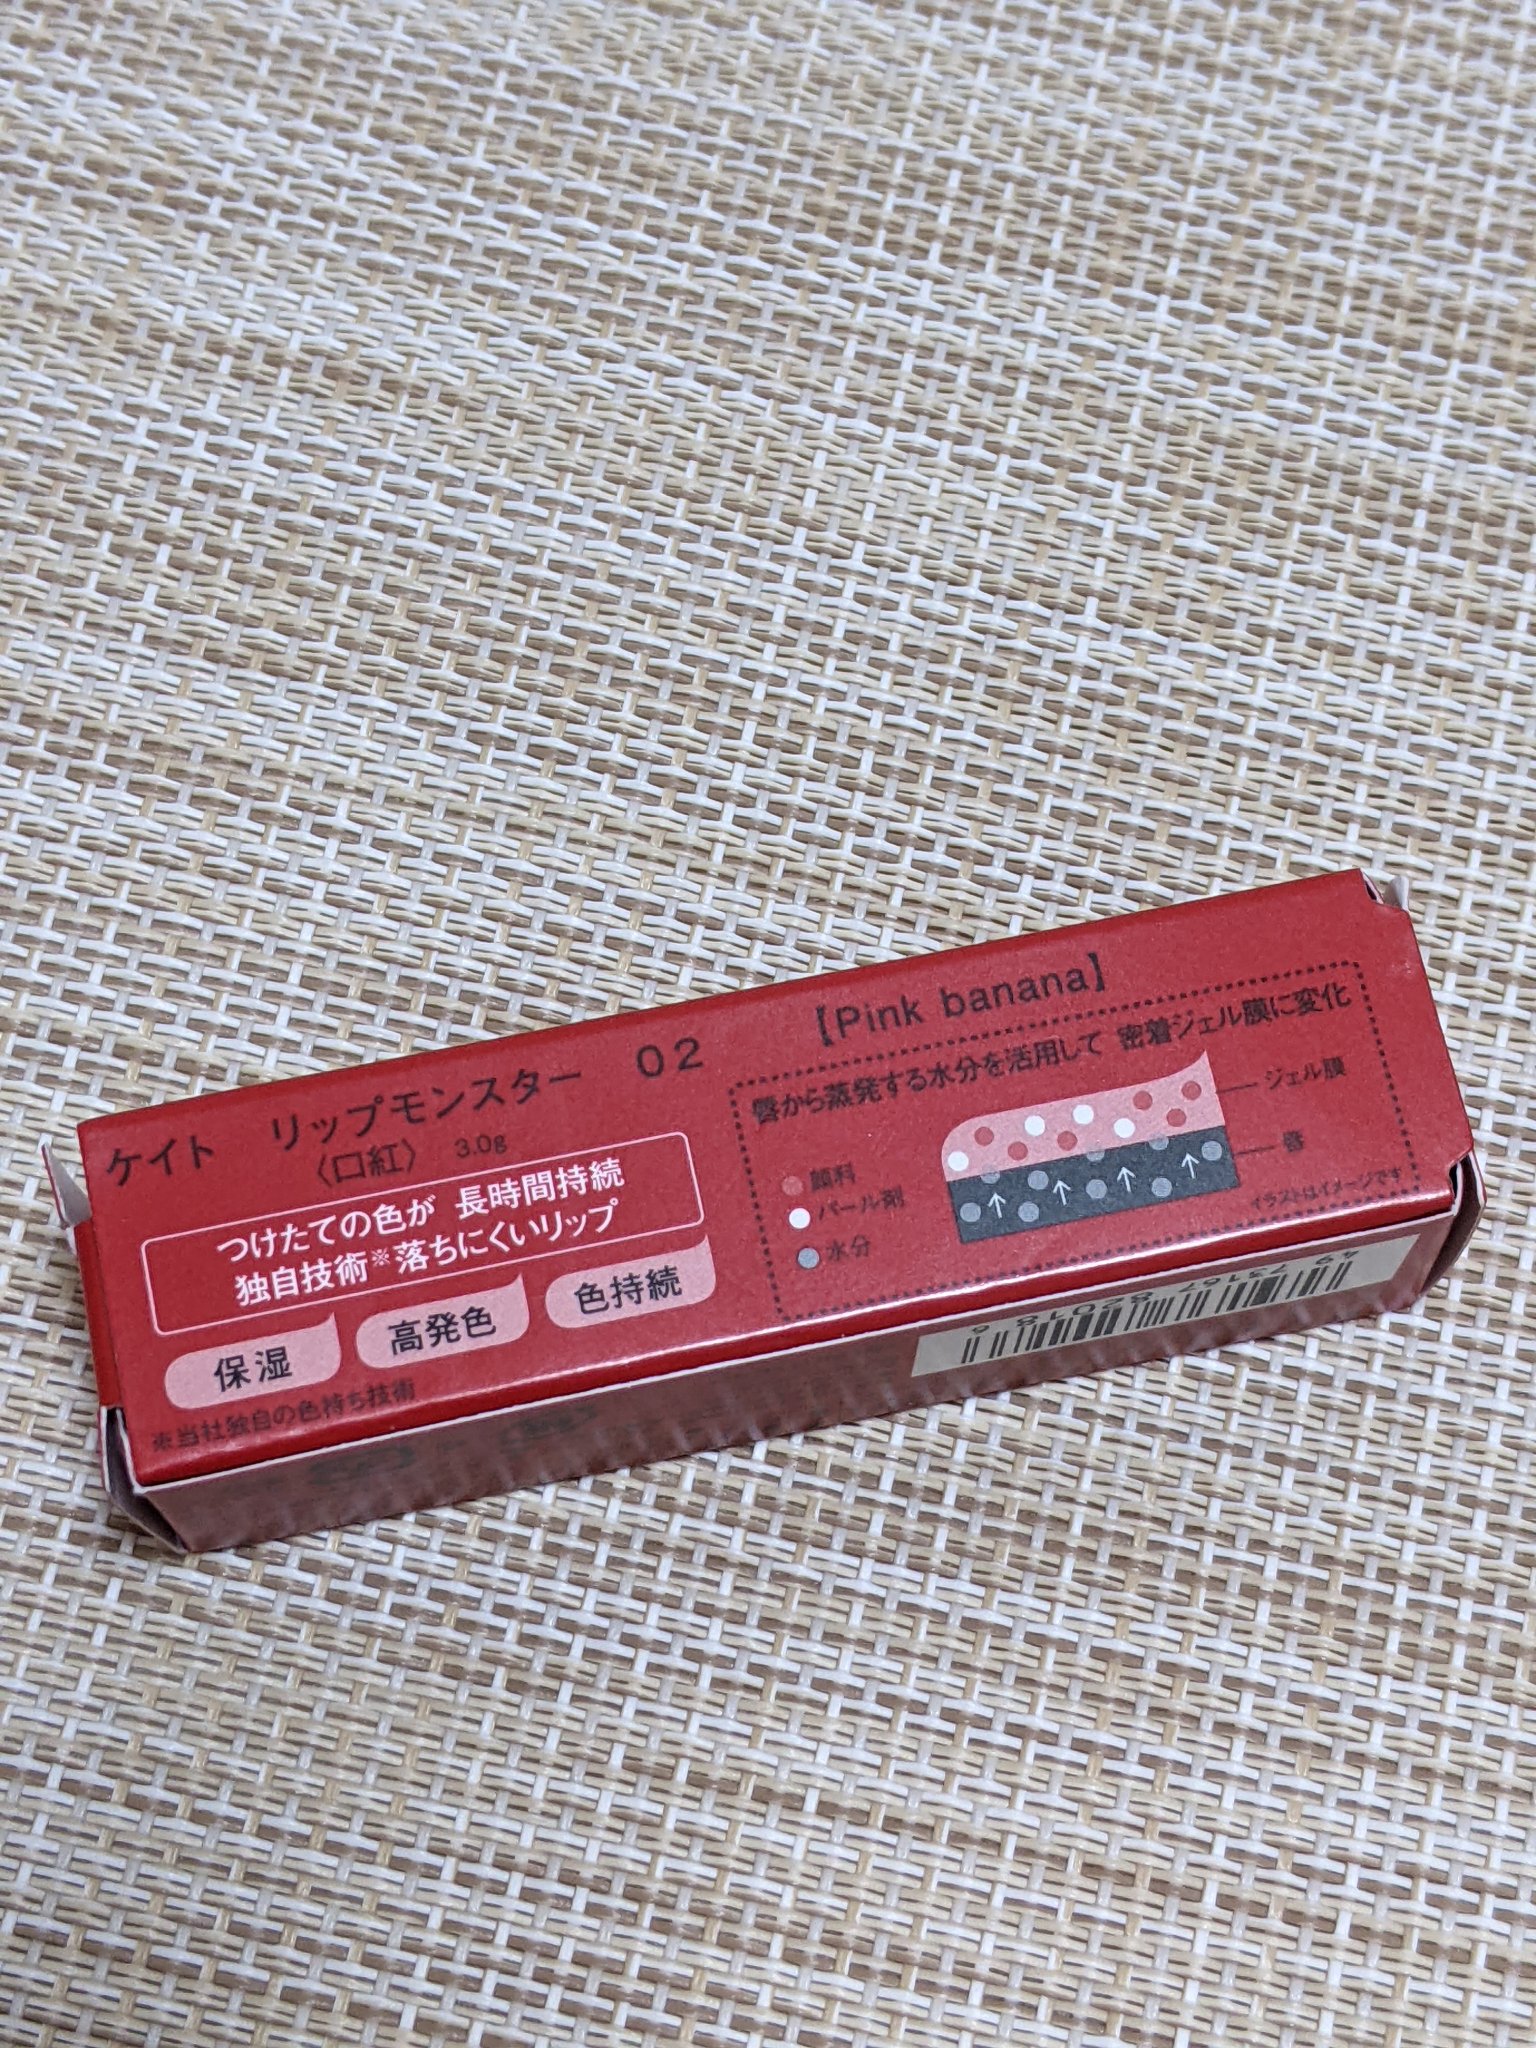 ケイト リップモンスター 02
【Pink banana】
〈口紅〉 3.0g
つけたての色が 長時間持続
独自技術※落ちにくいリップ
保湿
高発色
色持続
※当社独自の色持ち技術
唇から蒸発する水分を活用して 密着ジェル膜に変化
顔料
パール剤
水分
ジェル膜
唇
イラストはイメージです